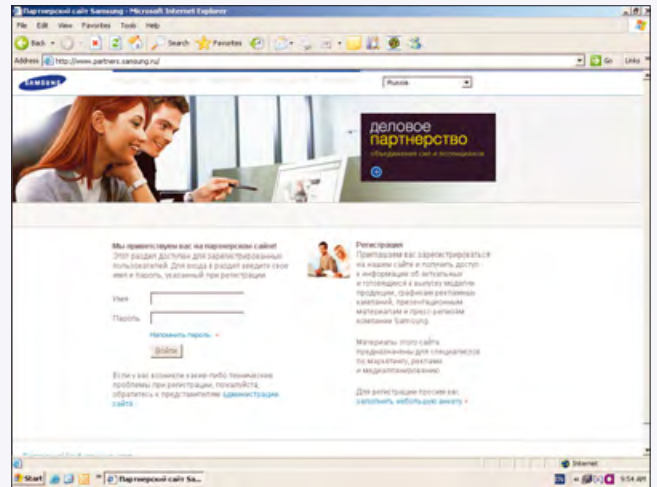 Партнерский сайт Samsung - Microsoft Internet Explorer
File Edit View Favorites Tools Help
Back Search Favorites
Address http://www.partners.samsung.ru/ Go Links
SAMSUNG Russia
деловое
партнерство
объединение сил и потенциалов
Мы приветствуем вас на партнерском сайте!
Этот раздел доступен для зарегистрированных
пользователей. Для входа в раздел введите свое
имя и пароль, указанный при регистрации.
Имя
Пароль
Напомнить пароль
Войти
Если у вас возникли какие-либо технические
проблемы при регистрации, пожалуйста,
обратитесь к представителям администрации
сайта
Регистрация
Приглашаем вас зарегистрироваться
на нашем сайте и получить доступ
к информации об актуальных
и готовящихся к выпуску моделях
продукции, графикам рекламных
кампаний, презентационным
материалам и пресс-релизам
компании Samsung.
Материалы этого сайта
предназначены для специалистов
по маркетингу, рекламе
и медиапланированию
Для регистрации просим вас
заполнить небольшую анкету
Internet
Start Партнерский сайт Sa... EN 9:54 AM